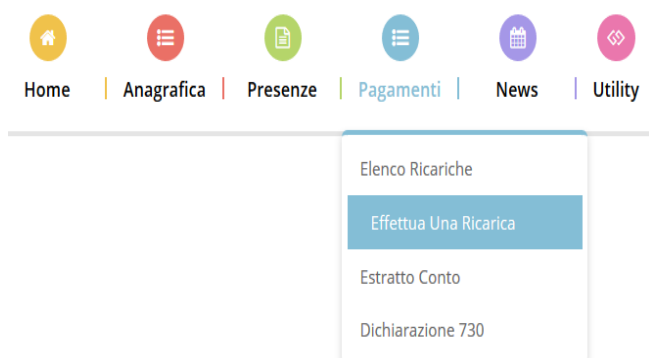 Home Anagrafica Presenze Pagamenti News Utility
Elenco Ricariche
Effettua Una Ricarica
Estratto Conto
Dichiarazione 730